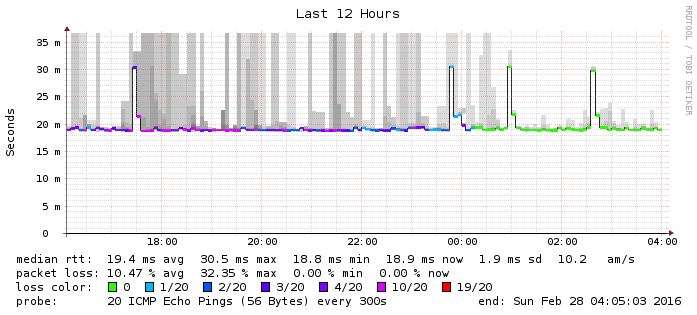 Last 12 Hours
RRDTOOL / TOBI OETIKER
Seconds
35 m
30 m
25 m
20 m
15 m
10 m
5 m
0
18:00 20:00 22:00 00:00 02:00 04:00
median rtt: 19.4 ms avg 30.5 ms max 18.8 ms min 18.9 ms now 1.9 ms sd 10.2 am/s
packet loss: 10.47 % avg 32.35 % max 0.00 % min 0.00 % now
loss color: 0 1/20 2/20 3/20 4/20 10/20 19/20
probe: 20 ICMP Echo Pings (56 Bytes) every 300s end: Sun Feb 28 04:05:03 2016